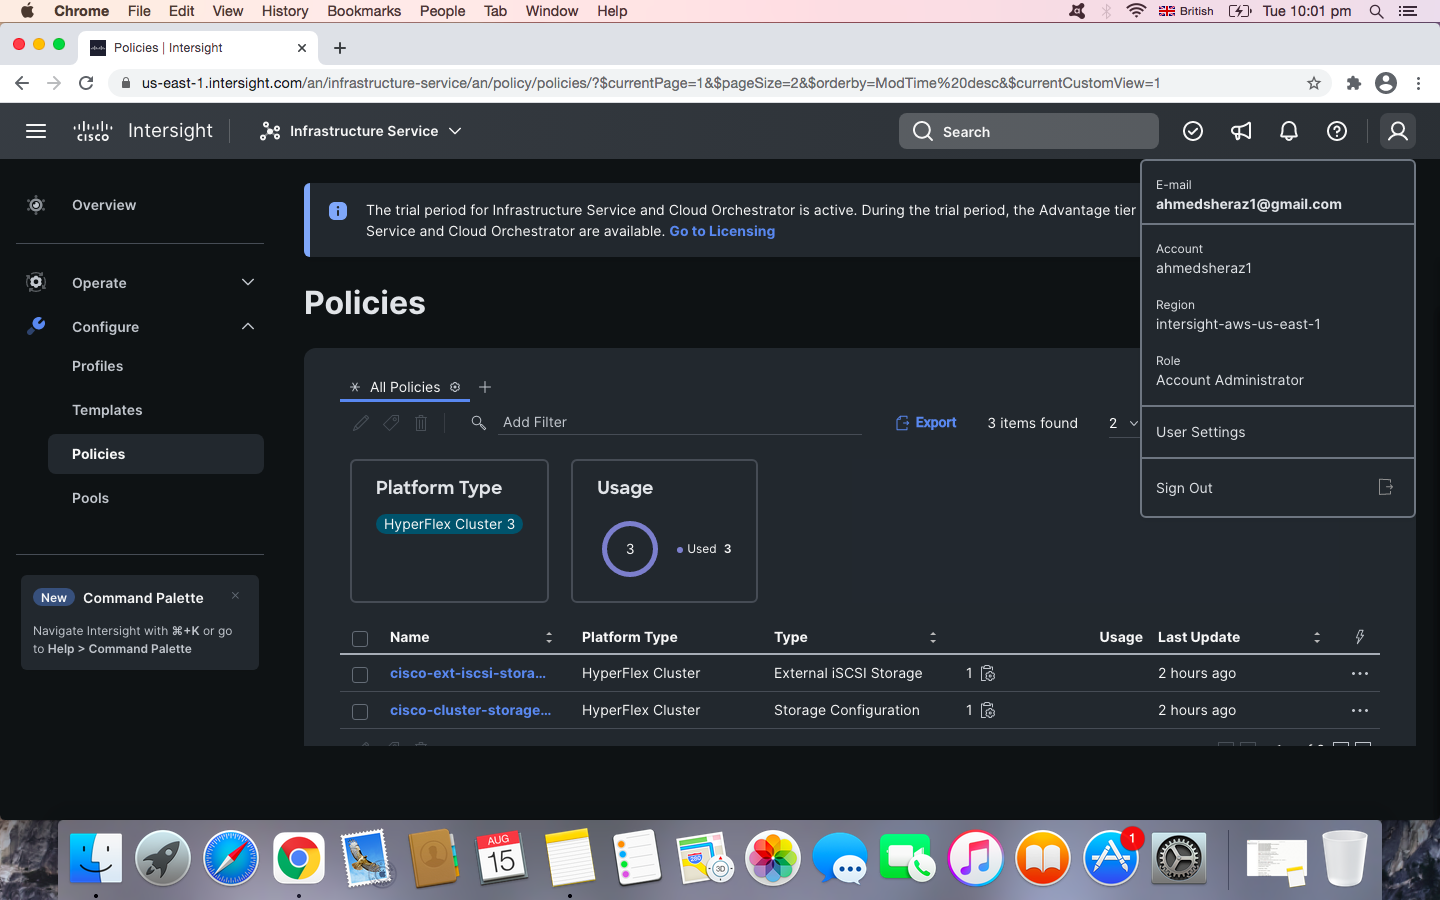 Chrome File Edit View History Bookmarks People Tab Window Help British Tue 10:01 pm
Policies | Intersight
us-east-1.intersight.com/an/infrastructure-service/an/policy/policies/?$currentPage=1&$pageSize=2&$orderby=ModTime%20desc&$currentCustomView=1
cisco Intersight Infrastructure Service Search
E-mail
ahmedsheraz1@gmail.com
Account
ahmedsheraz1
Region
intersight-aws-us-east-1
Role
Account Administrator
User Settings
Sign Out
Overview
Operate
Configure
Profiles
Templates
Policies
Pools
New Command Palette
Navigate Intersight with ⌘+K or go
to Help > Command Palette
The trial period for Infrastructure Service and Cloud Orchestrator is active. During the trial period, the Advantage tier
Service and Cloud Orchestrator are available. Go to Licensing
Policies
All Policies
Add Filter Export 3 items found 2
Platform Type
HyperFlex Cluster 3
Usage
3 Used 3
Name Platform Type Type Usage Last Update
cisco-ext-iscsi-stora... HyperFlex Cluster External iSCSI Storage 1 2 hours ago
cisco-cluster-storage... HyperFlex Cluster Storage Configuration 1 2 hours ago
AUG
15
280
3D
1